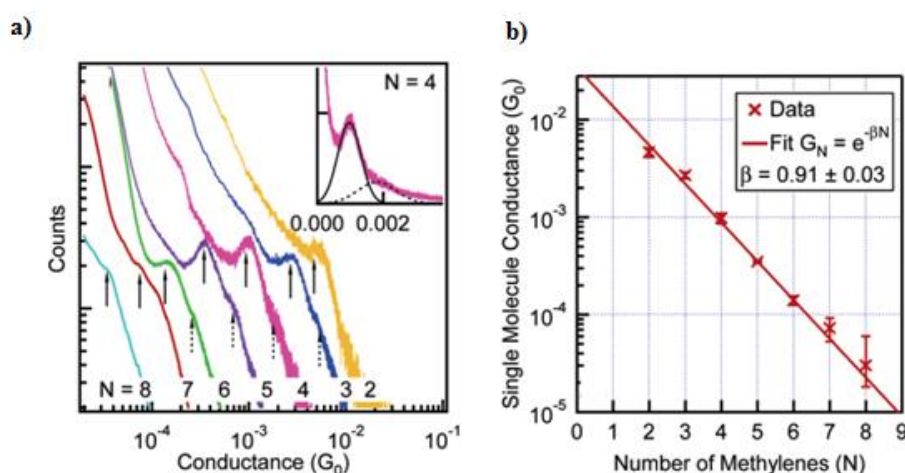 a)
N = 4
0.000 0.002
Counts
N = 8 7 6 5 4 3 2
10⁻⁴ 10⁻³ 10⁻² 10⁻¹
Conductance (G₀)
b)
Single Molecule Conductance (G₀)
10⁻²
10⁻³
10⁻⁴
10⁻⁵
Data
Fit G_N = e^-βN
β = 0.91 ± 0.03
0 1 2 3 4 5 6 7 8 9
Number of Methylenes (N)